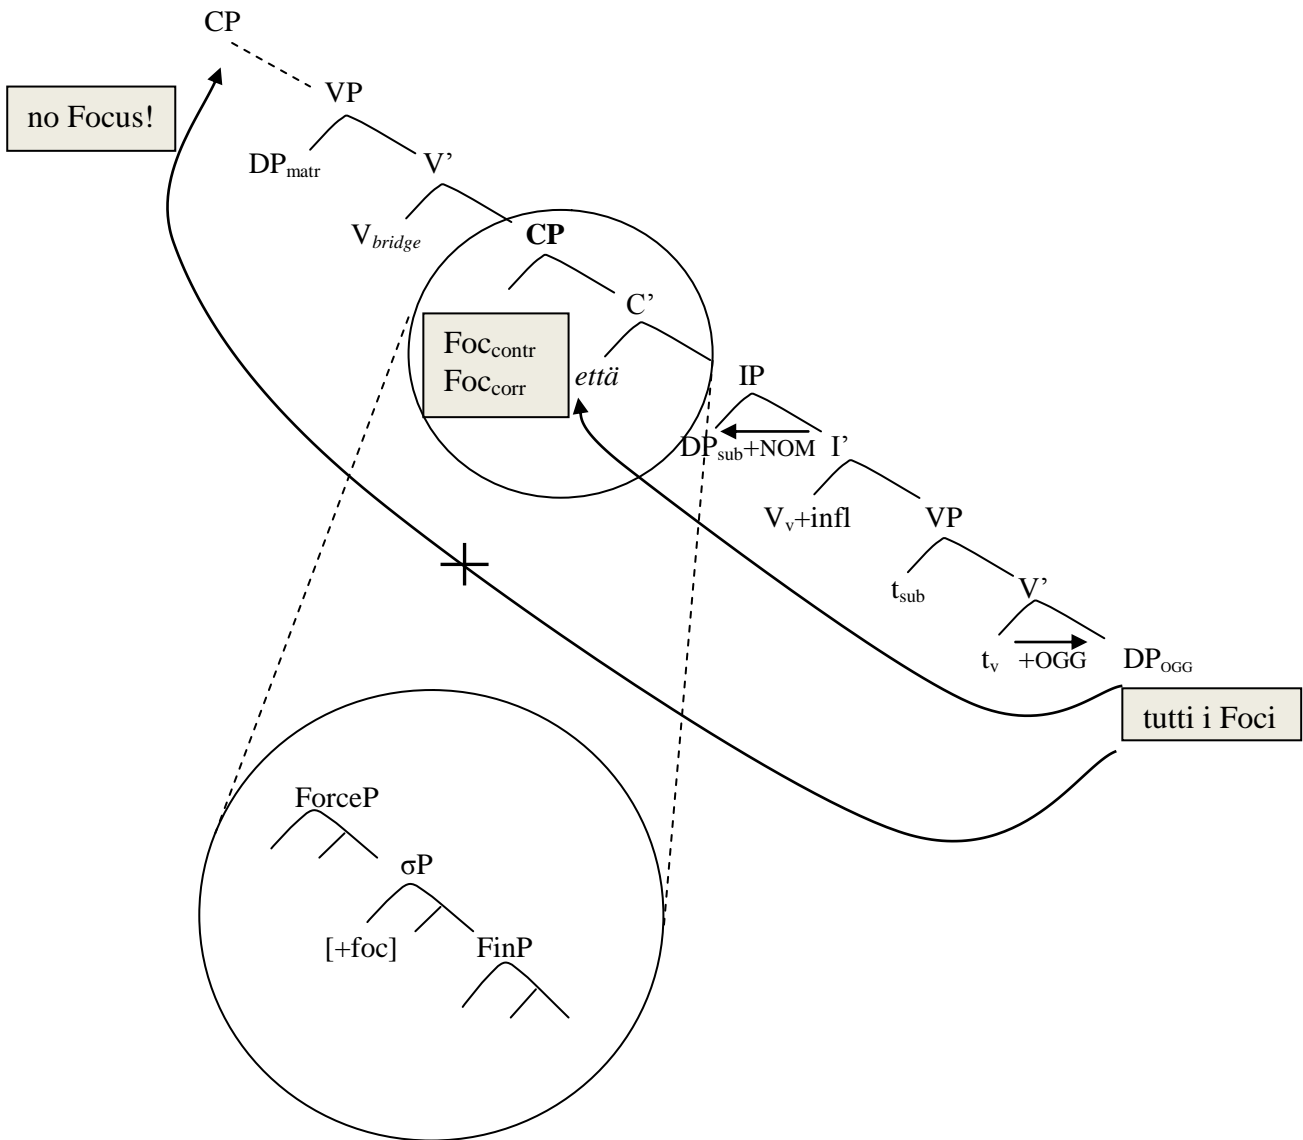 CP
no Focus!
VP
DPmatr
V’
Vbridge
CP
C’
Foccontr
Foccorr
että
IP
DPsub+NOM
I’
Vv+infl
VP
tsub
V’
tv
+OGG
DPOGG
tutti i Foci
ForceP
σP
[+foc]
FinP